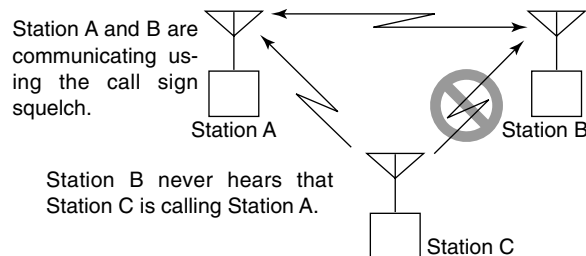 Station A and B are
communicating us-
ing the call sign
squelch.
Station A
Station B
Station B never hears that
Station C is calling Station A.
Station C